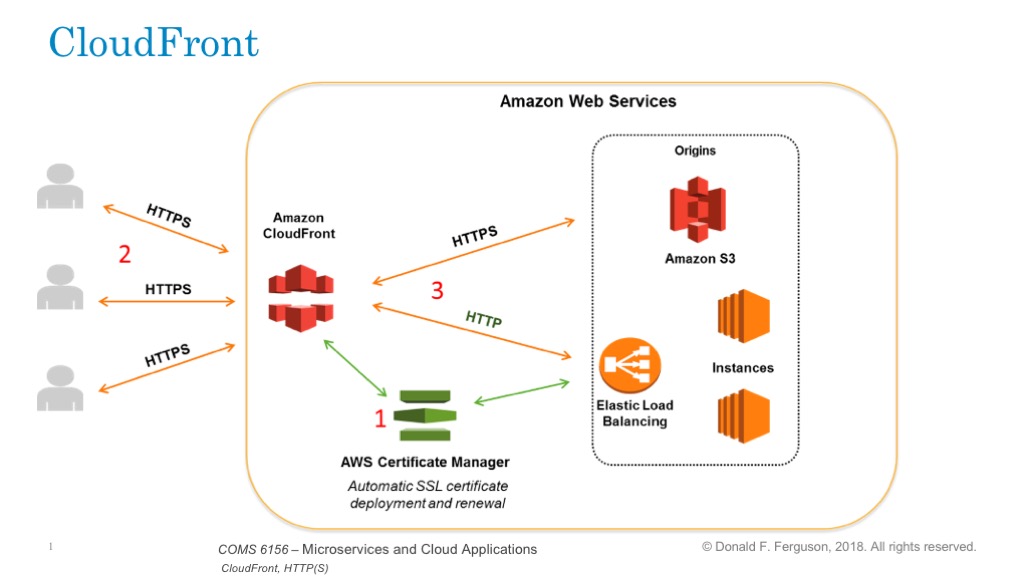 CloudFront
Amazon Web Services
Origins
HTTPS
2
HTTPS
HTTPS
Amazon
CloudFront
HTTPS
3
HTTP
Amazon S3
Instances
Elastic Load
Balancing
1
AWS Certificate Manager
Automatic SSL certificate
deployment and renewal
1
COMS 6156 – Microservices and Cloud Applications
CloudFront, HTTP(S)
© Donald F. Ferguson, 2018. All rights reserved.